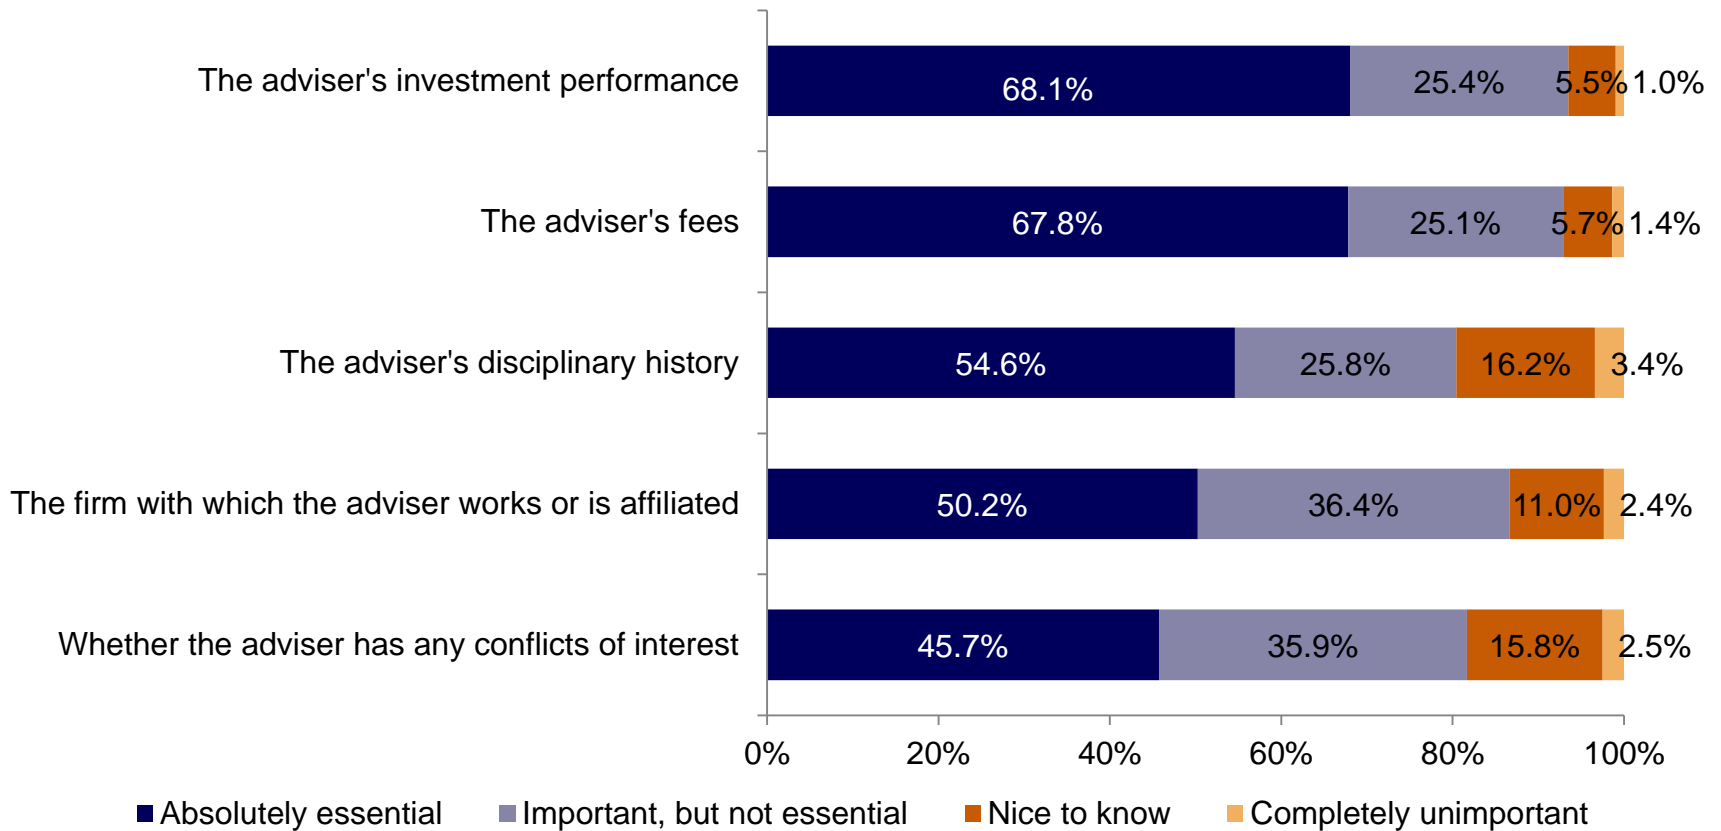 The adviser's investment performance 68.1% 25.4% 5.5% 1.0%
The adviser's fees 67.8% 25.1% 5.7% 1.4%
The adviser's disciplinary history 54.6% 25.8% 16.2% 3.4%
The firm with which the adviser works or is affiliated 50.2% 36.4% 11.0% 2.4%
Whether the adviser has any conflicts of interest 45.7% 35.9% 15.8% 2.5%
0% 20% 40% 60% 80% 100%
Absolutely essential Important, but not essential Nice to know Completely unimportant